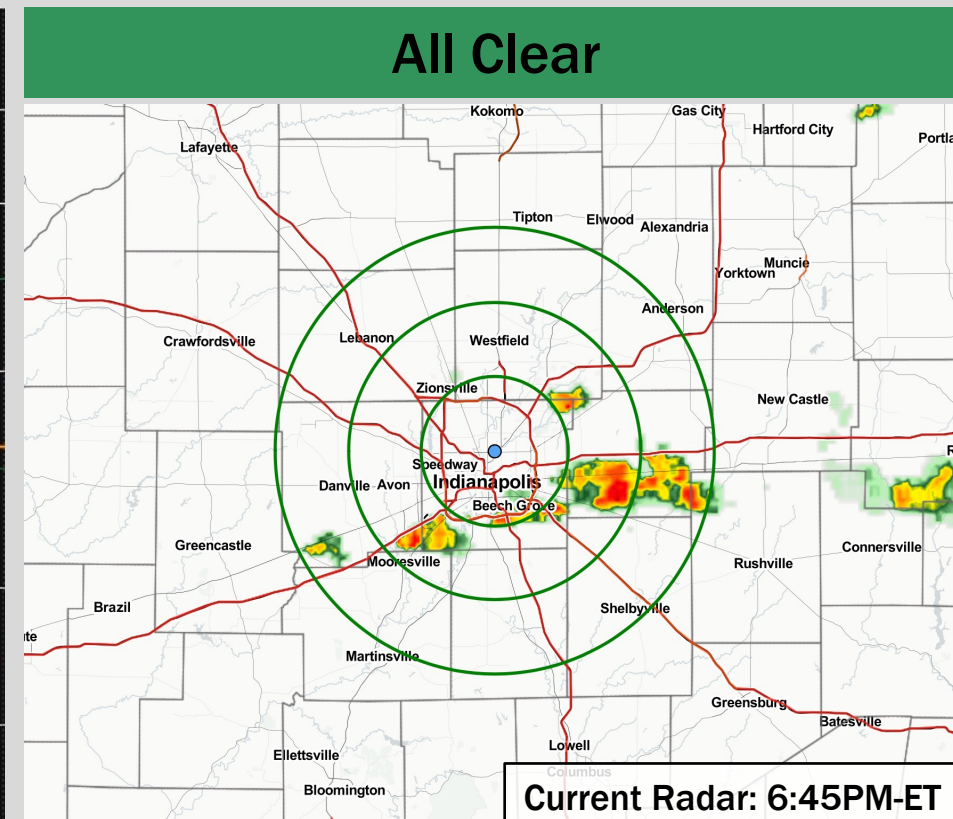 All Clear
Kokomo
Gas City
Hartford City
Portla
Lafayette
Tipton
Elwood
Alexandria
Muncie
Yorktown
Anderson
Lebanon
Westfield
Crawfordsville
Zionsville
New Castle
R
Speedway
Indianapolis
Danville
Avon
Beech Grove
Greencastle
Connersville
Mooresville
Rushville
Brazil
Shelbyville
ute
Martinsville
Greensburg
Batesville
Lowell
Ellettsville
Columbus
Bloomington
Current Radar: 6:45PM-ET